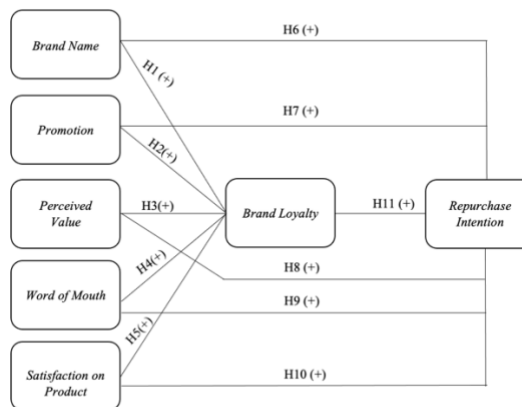 H6 (+)
Brand Name
H1 (+)
H7 (+)
Promotion
H2(+)
Perceived
Value
H3(+)
Brand Loyalty
H11 (+)
Repurchase
Intention
H4(+)
H8 (+)
Word of Mouth
H9 (+)
H5(+)
Satisfaction on
Product
H10 (+)